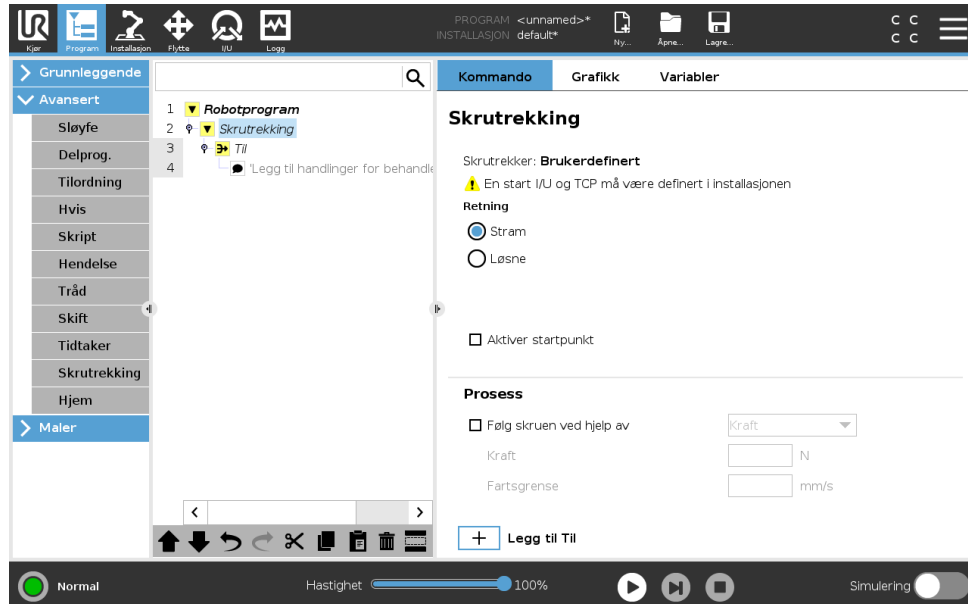 PROGRAM <unnamed>*
INSTALLASJON default*
Kjør
Program
Installasjon
Flytte
I/U
Logg
Ny...
Åpne...
Lagre...
C C
C C
Grunnleggende
Avansert
Sløyfe
Delprog.
Tilordning
Hvis
Skript
Hendelse
Tråd
Skift
Tidtaker
Skrutrekking
Hjem
Maler
1 Robotprogram
2 Skrutrekking
3 Til
4 'Legg til handlinger for behandle
Kommando
Grafikk
Variabler
Skrutrekking
Skrutrekker: Brukerdefinert
En start I/U og TCP må være definert i installasjonen
Retning
Stram
Løsne
Aktiver startpunkt
Prosess
Følg skruen ved hjelp av
Kraft
Kraft
N
Fartsgrense
mm/s
Legg til Til
Normal
Hastighet
100%
Simulering